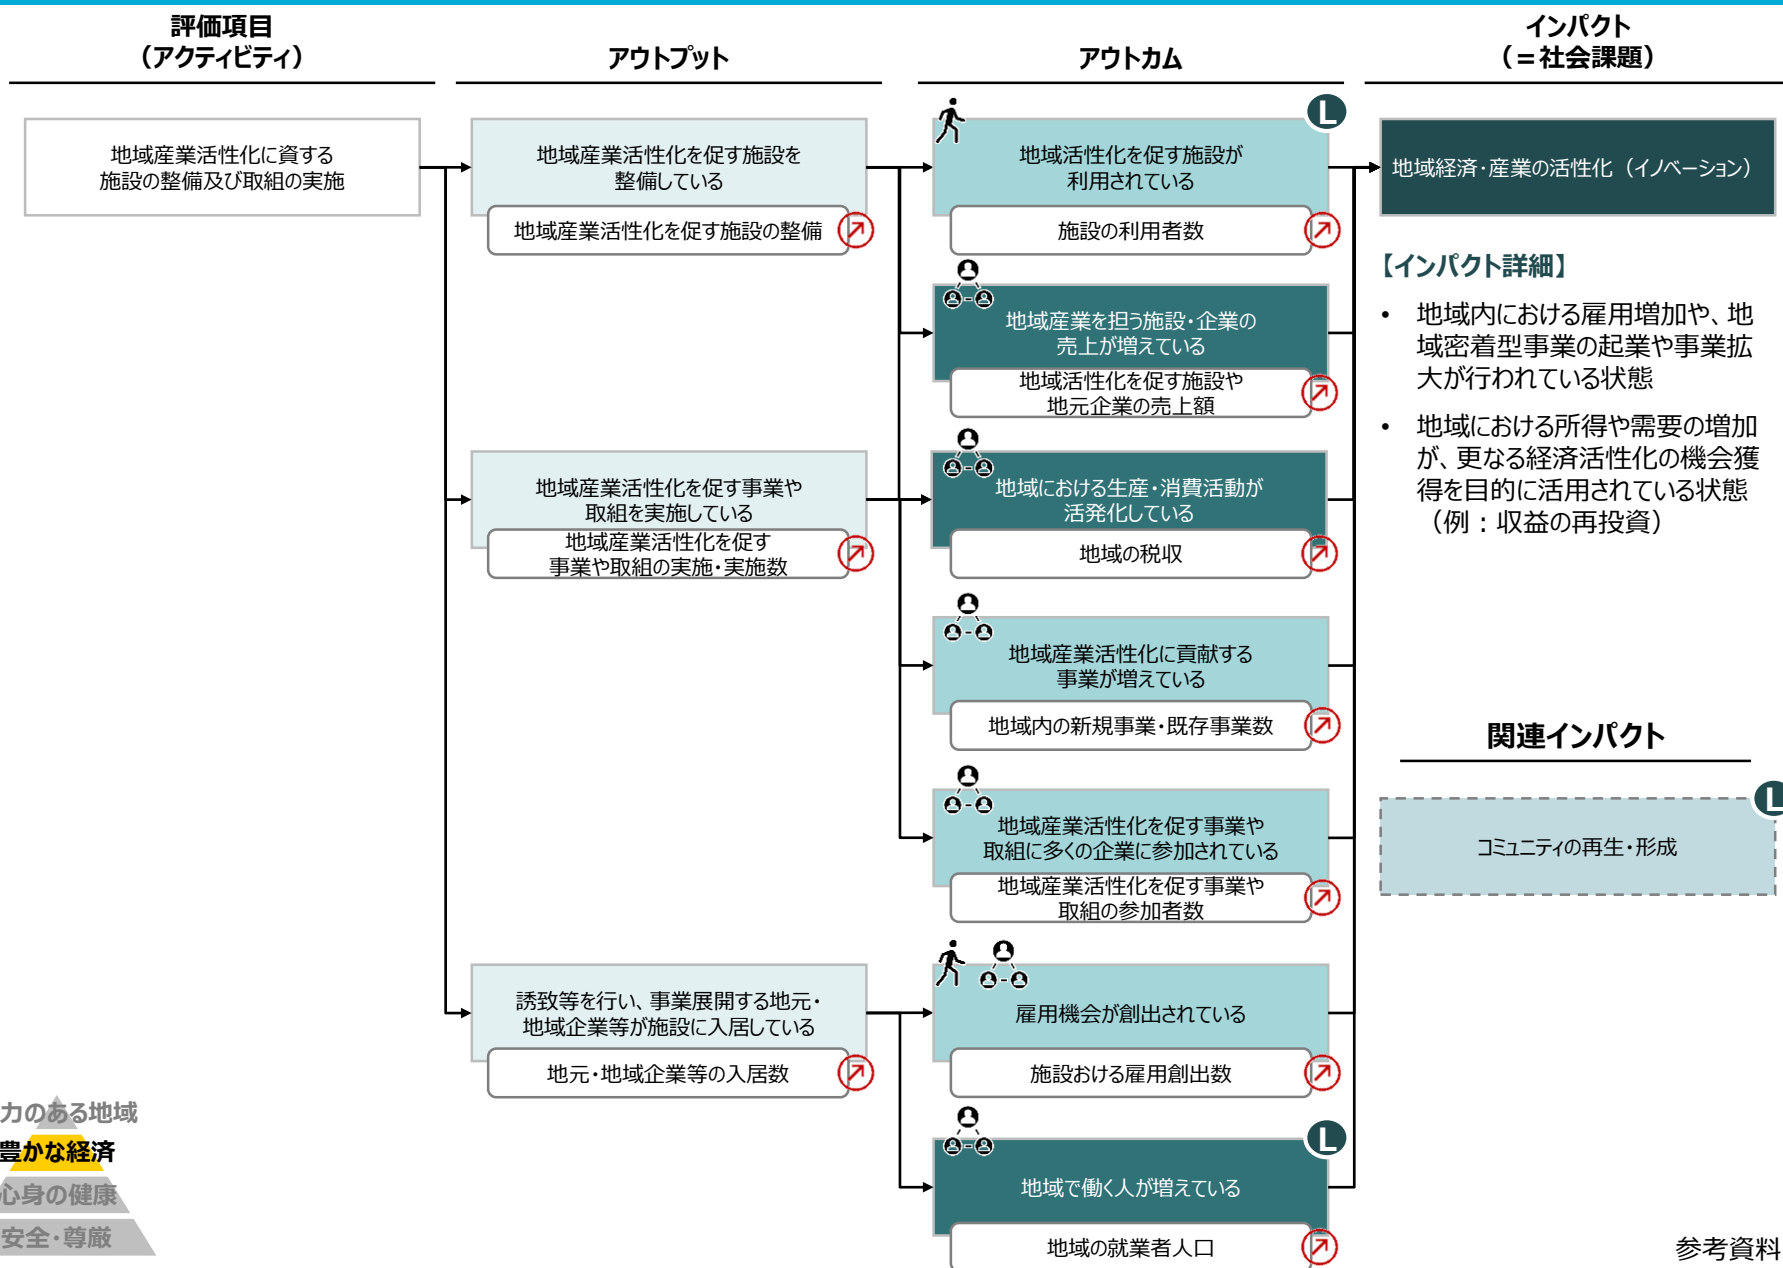 評価項目
（アクティビティ）
アウトプット
アウトカム
インパクト
（＝社会課題）
地域産業活性化に資する
施設の整備及び取組の実施
地域産業活性化を促す施設を
整備している
地域産業活性化を促す施設の整備
地域産業活性化を促す事業や
取組を実施している
地域産業活性化を促す
事業や取組の実施・実施数
誘致等を行い、事業展開する地元・
地域企業等が施設に入居している
地元・地域企業等の入居数
L
地域活性化を促す施設が
利用されている
施設の利用者数
地域産業を担う施設・企業の
売上が増えている
地域活性化を促す施設や
地元企業の売上額
地域における生産・消費活動が
活発化している
地域の税収
地域産業活性化に貢献する
事業が増えている
地域内の新規事業・既存事業数
地域産業活性化を促す事業や
取組に多くの企業に参加されている
地域産業活性化を促す事業や
取組の参加者数
雇用機会が創出されている
施設おける雇用創出数
L
地域で働く人が増えている
地域の就業者人口
地域経済・産業の活性化（イノベーション）
【インパクト詳細】
• 地域内における雇用増加や、地
域密着型事業の起業や事業拡
大が行われている状態
• 地域における所得や需要の増加
が、更なる経済活性化の機会獲
得を目的に活用されている状態
（例：収益の再投資）
関連インパクト
L
コミュニティの再生・形成
力のある地域
豊かな経済
心身の健康
安全・尊厳
参考資料